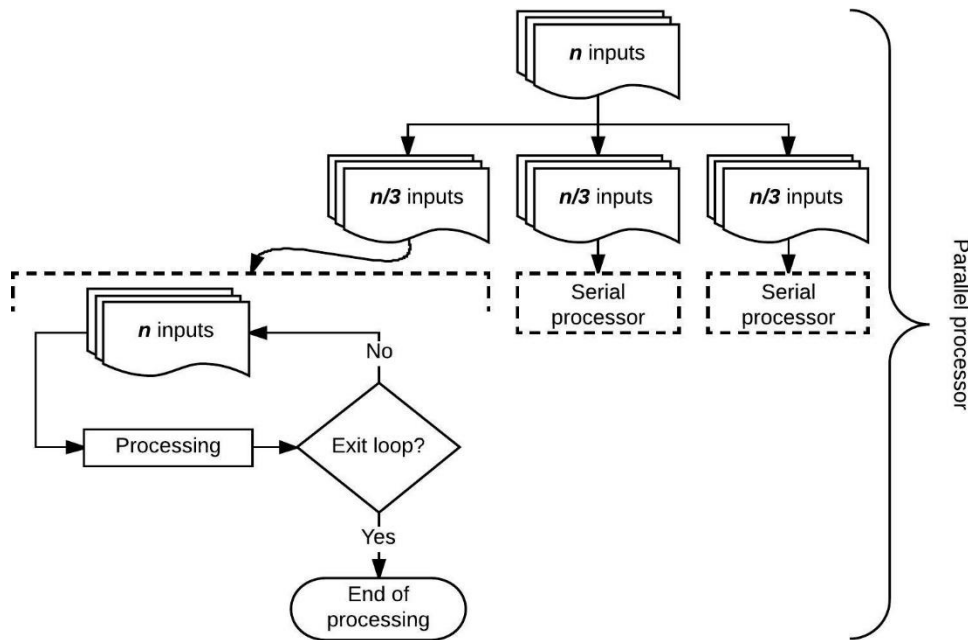 n inputs
n/3 inputs
n/3 inputs
n/3 inputs
Serial
processor
Serial
processor
n inputs
No
Processing
Exit loop?
Yes
End of
processing
Parallel processor